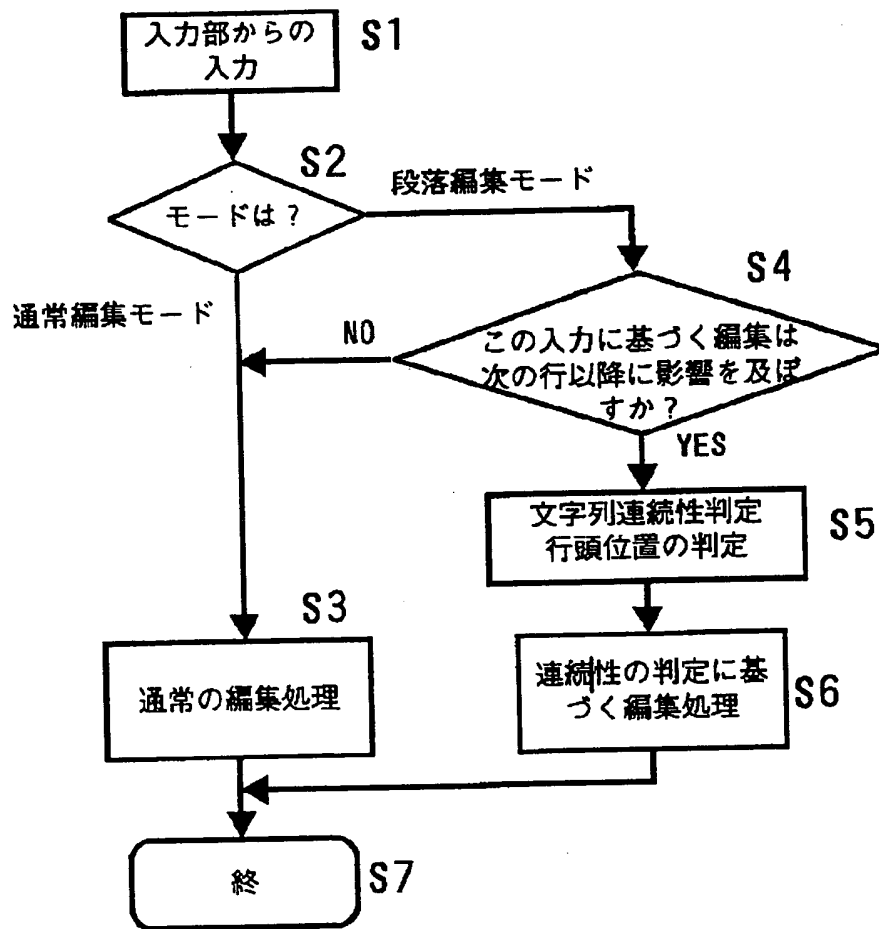 入力部からの
入力
S1
S2
モードは?
段落編集モード
S4
通常編集モード
NO
この入力に基づく編集は
次の行以降に影響を及ぼ
すか?
YES
文字列連続性判定
行頭位置の判定
S5
S3
通常の編集処理
連続性の判定に基
づく編集処理
S6
終
S7